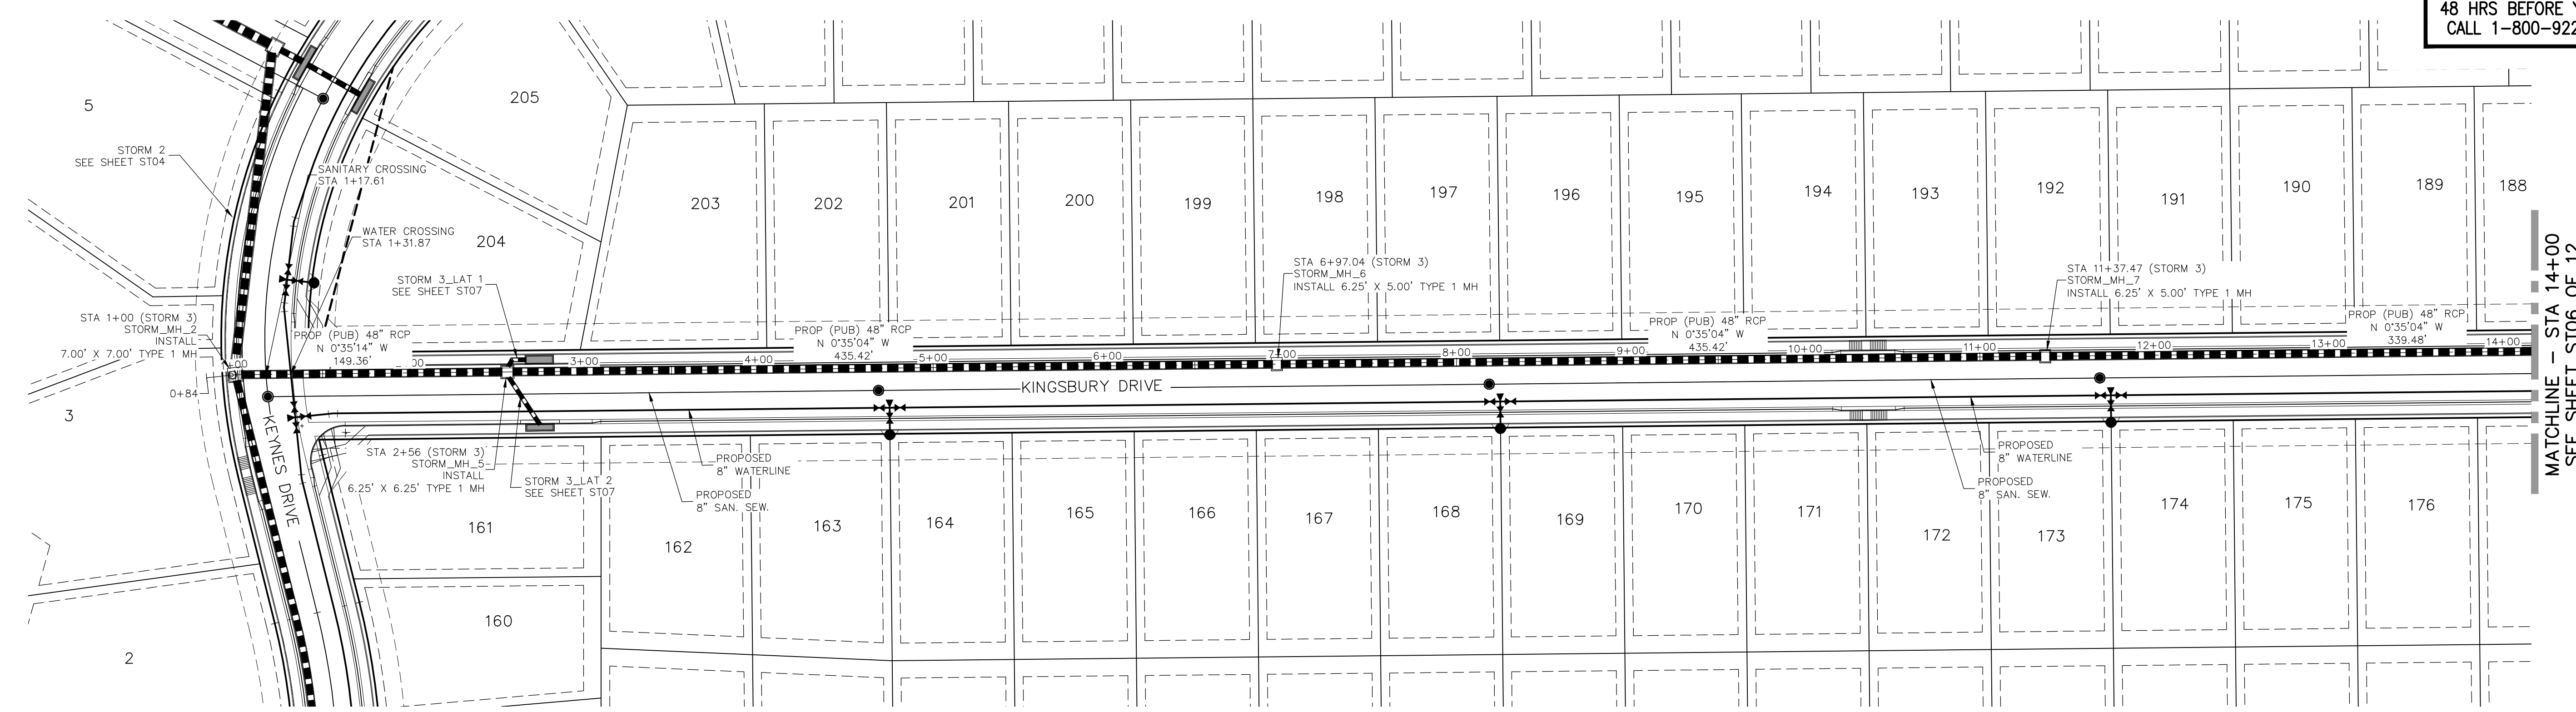 48 HRS BEFORE Y
CALL 1-800-922
5
205
STORM 2
SEE SHEET ST04
SANITARY CROSSING
STA 1+17.61
WATER CROSSING
STA 1+31.87
204
203
202
201
200
199
198
197
196
195
194
193
192
191
190
189
188
STORM 3_LAT 1
SEE SHEET ST07
STA 6+97.04 (STORM 3)
STORM_MH_6
INSTALL 6.25' X 5.00' TYPE 1 MH
STA 11+37.47 (STORM 3)
STORM_MH_7
INSTALL 6.25' X 5.00' TYPE 1 MH
MATCHLINE - STA 14+00
SEE SHEET ST06 OF 12
STA 1+00 (STORM 3)
STORM_MH_2
INSTALL
7.00' X 7.00' TYPE 1 MH
PROP (PUB) 48" RCP
N 0°35'14" W
149.36'
PROP (PUB) 48" RCP
N 0°35'04" W
435.42'
PROP (PUB) 48" RCP
N 0°35'04" W
435.42'
PROP (PUB) 48" RCP
N 0°35'04" W
339.48'
+00
00
3+00
4+00
5+00
6+00
7+00
8+00
9+00
10+00
11+00
12+00
13+00
14+00
0+84
KINGSBURY DRIVE
KEYNES DRIVE
3
STA 2+56 (STORM 3)
STORM_MH_5
INSTALL
6.25' X 6.25' TYPE 1 MH
STORM 3_LAT 2
SEE SHEET ST07
PROPOSED
8" WATERLINE
PROPOSED
8" SAN. SEW.
PROPOSED
8" WATERLINE
PROPOSED
8" SAN. SEW.
161
162
163
164
165
166
167
168
169
170
171
172
173
174
175
176
160
2